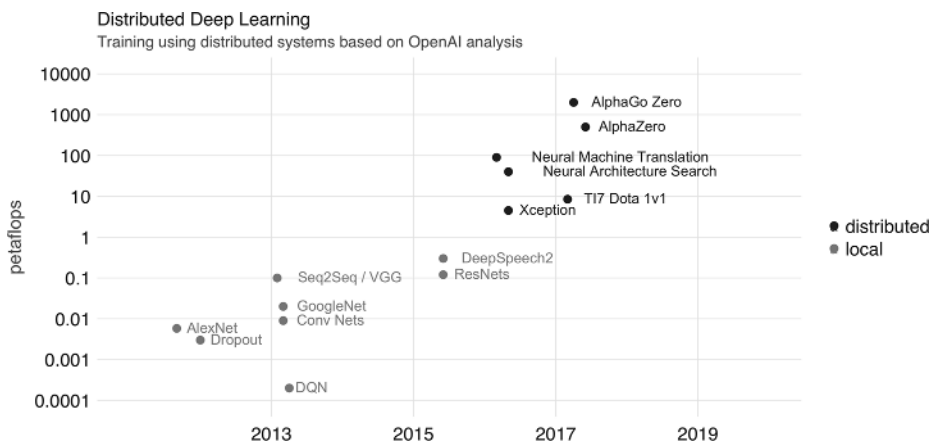 Distributed Deep Learning
Training using distributed systems based on OpenAI analysis
petaflops
10000
1000
100
10
1
0.1
0.01
0.001
0.0001
AlphaGo Zero
AlphaZero
Neural Machine Translation
Neural Architecture Search
TI7 Dota 1v1
Xception
DeepSpeech2
ResNets
Seq2Seq / VGG
GoogleNet
Conv Nets
AlexNet
Dropout
DQN
2013 2015 2017 2019
distributed
local